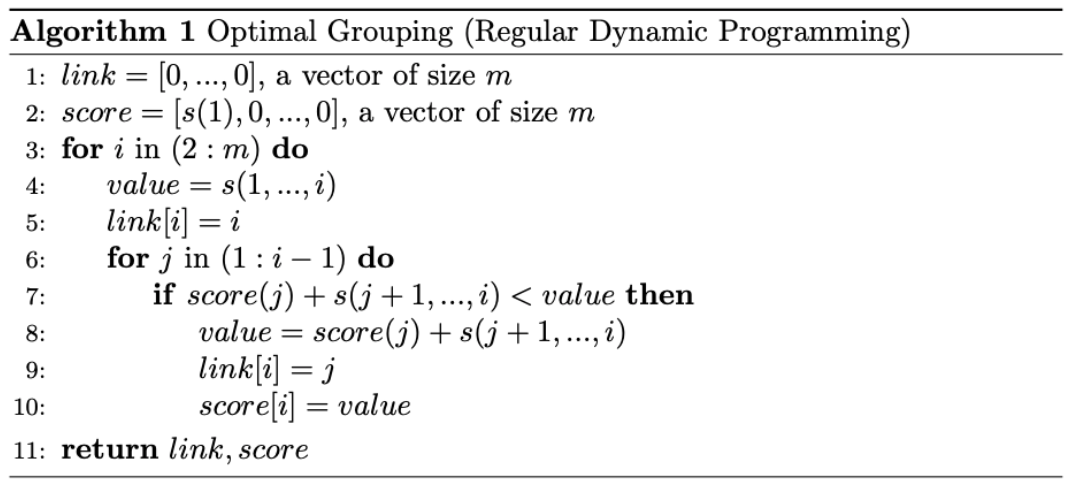 Algorithm 1 Optimal Grouping (Regular Dynamic Programming)
1: link = [0, ..., 0], a vector of size m
2: score = [s(1), 0, ..., 0], a vector of size m
3: for i in (2 : m) do
4: value = s(1, ..., i)
5: link[i] = i
6: for j in (1 : i − 1) do
7: if score(j) + s(j + 1, ..., i) < value then
8: value = score(j) + s(j + 1, ..., i)
9: link[i] = j
10: score[i] = value
11: return link, score